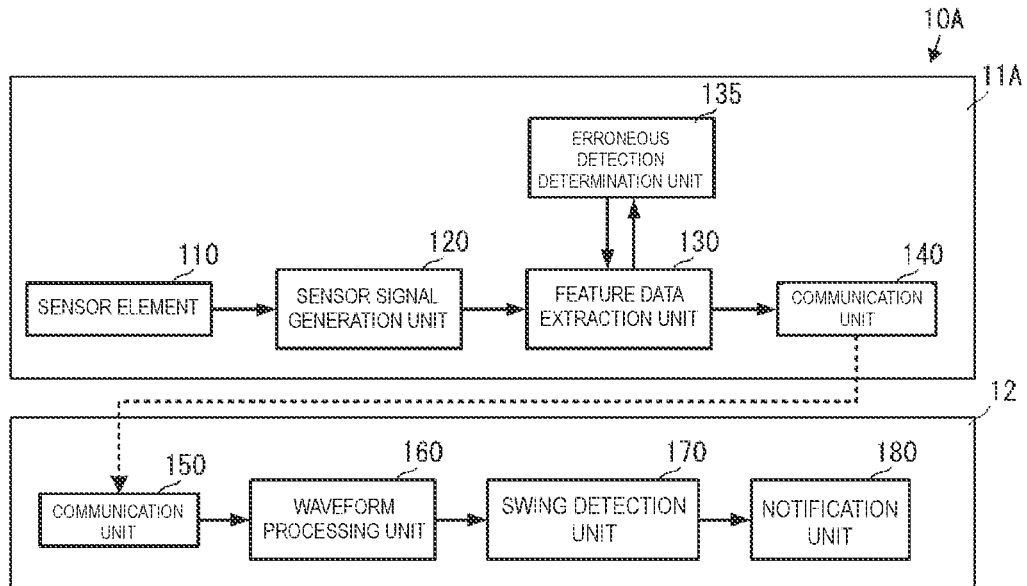 10A
11A
135
ERRONEOUS
DETECTION
DETERMINATION UNIT
110
SENSOR ELEMENT
120
SENSOR SIGNAL
GENERATION UNIT
130
FEATURE DATA
EXTRACTION UNIT
140
COMMUNICATION
UNIT
12
150
COMMUNICATION
UNIT
160
WAVEFORM
PROCESSING UNIT
170
SWING DETECTION
UNIT
180
NOTIFICATION
UNIT